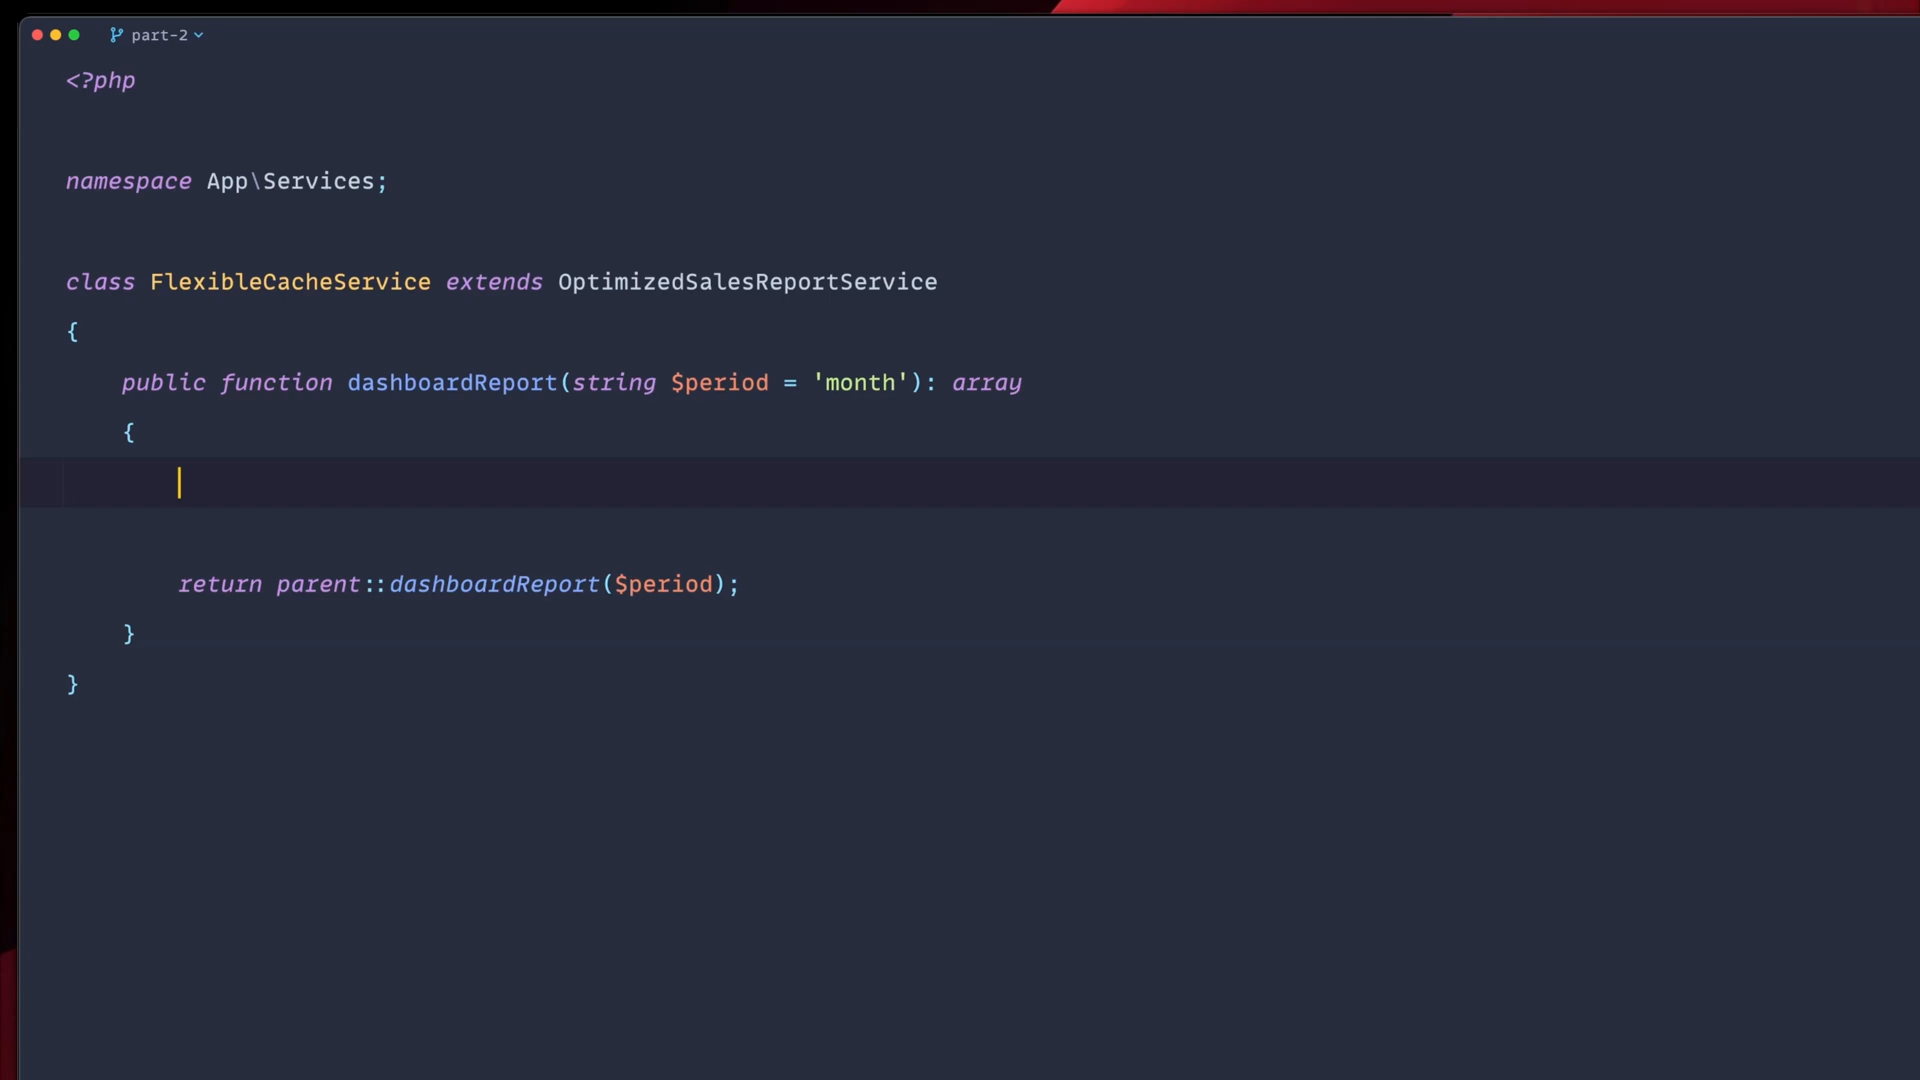 part-2
<?php
namespace App\Services;
class FlexibleCacheService extends OptimizedSalesReportService
{
public function dashboardReport(string $period = 'month'): array
{
return parent::dashboardReport($period);
}
}